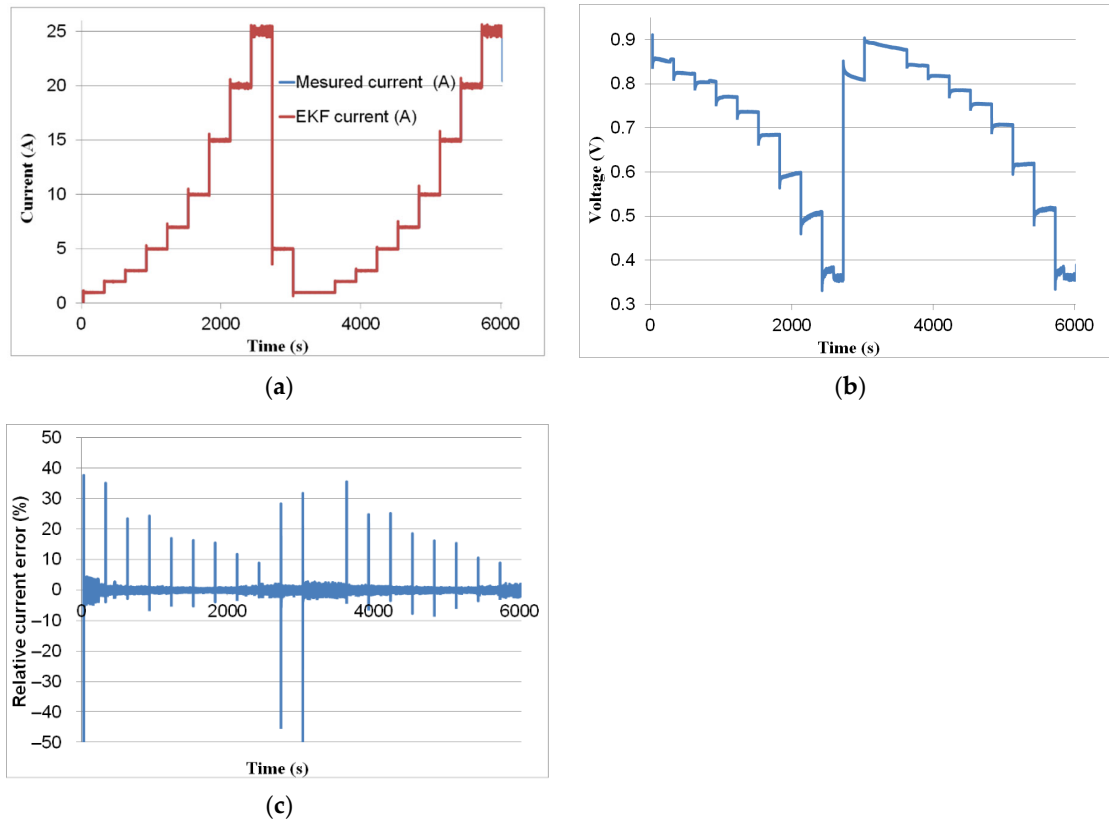 25
20
15
10
5
0
Current (A)
Mesured current (A)
EKF current (A)
0 2000 4000 6000
Time (s)
(a)
0.9
0.8
0.7
0.6
0.5
0.4
0.3
Voltage (V)
0 2000 4000 6000
Time (s)
(b)
50
40
30
20
10
0
–10
–20
–30
–40
–50
Relative current error (%)
0 2000 4000 6000
Time (s)
(c)